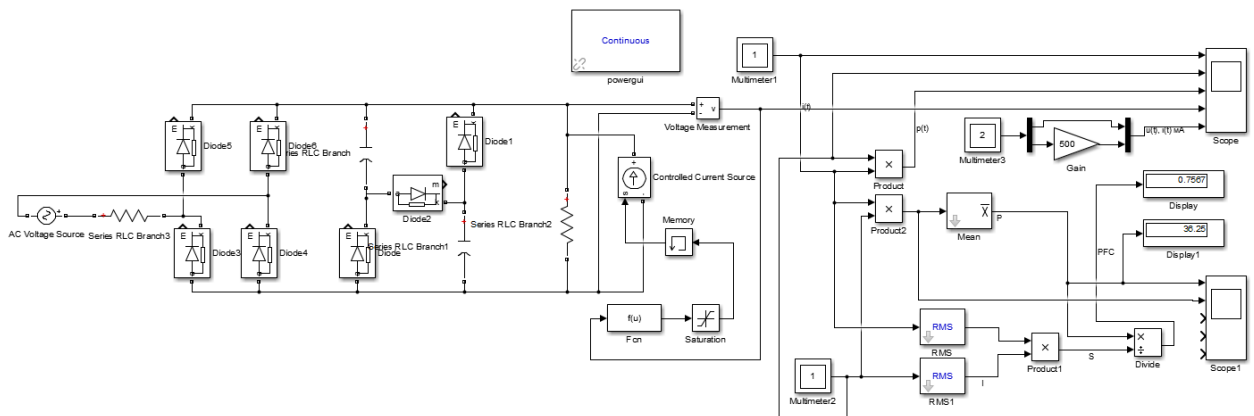 Continuous
powergui
1
Multimeter1
i(t)
p(t)
Voltage Measurement
+
-
v
2
Multimeter3
500
Gain
u(t), i(t) мА
Scope
Diode5
Diode6
Series RLC Branch
Diode1
m
Diode2
E
+
-
s
Controlled Current Source
Memory
Series RLC Branch2
AC Voltage Source
Series RLC Branch3
Diode3
Diode4
Diode
Series RLC Branch1
f(u)
Fcn
Saturation
×
Product
×
Product2
Mean
P
0.7567
Display
36.25
Display1
PFC
RMS
RMS
RMS
RMS1
I
1
Multimeter2
×
Product1
S
×
÷
Divide
Scope1